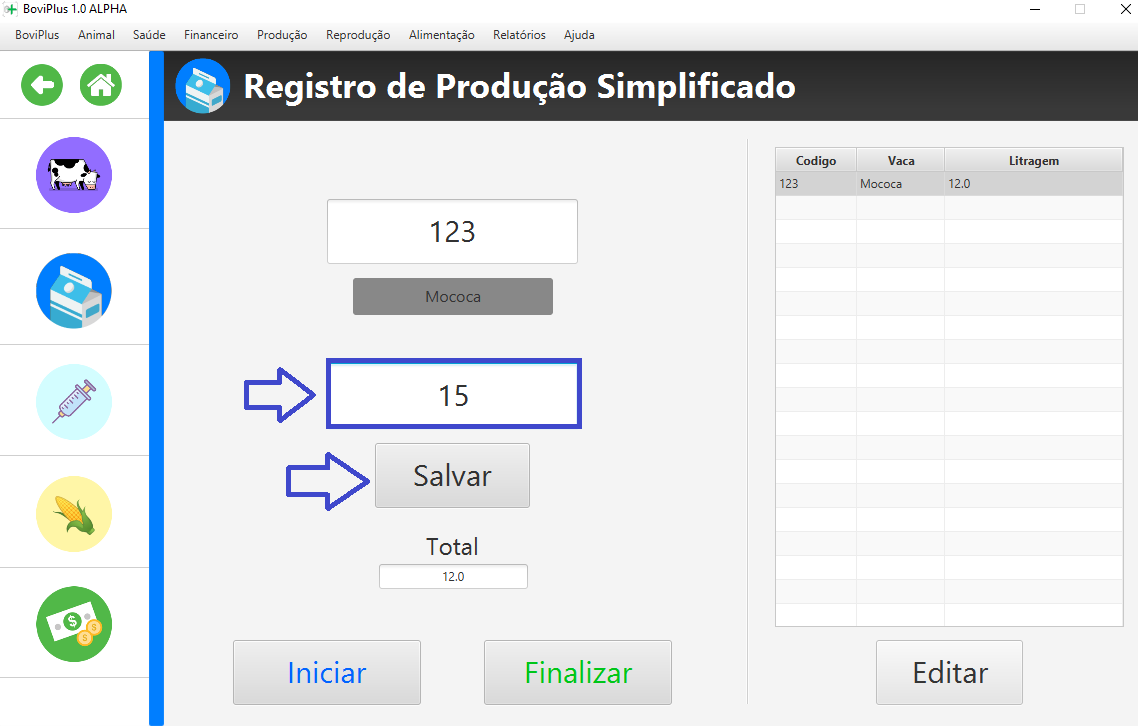 BoviPlus 1.0 ALPHA
BoviPlus Animal Saúde Financeiro Produção Reprodução Alimentação Relatórios Ajuda
Registro de Produção Simplificado
123
Mococa
15
Salvar
Total
12.0
Iniciar Finalizar
Codigo Vaca Litragem
123 Mococa 12.0
Editar